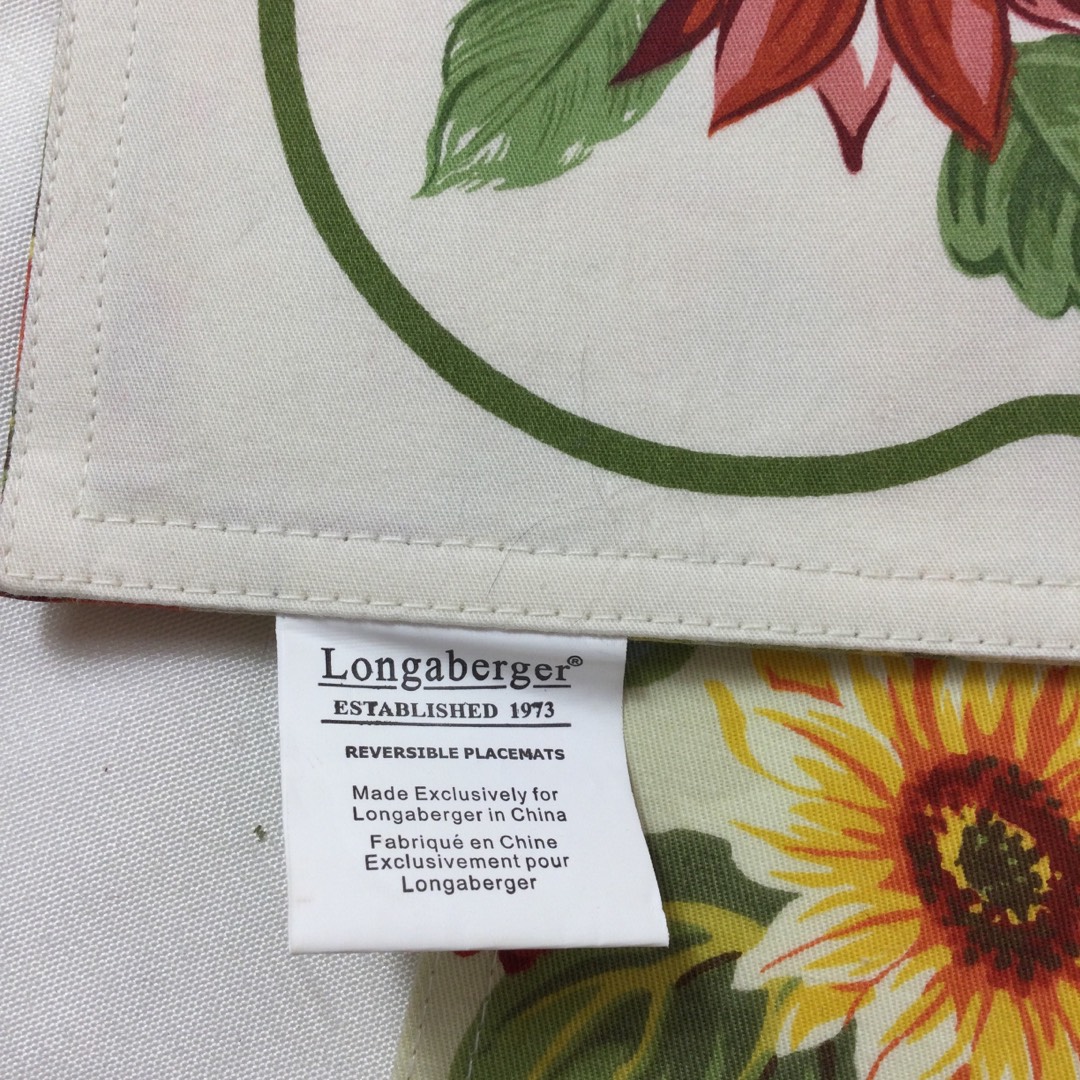 Longaberger®
ESTABLISHED 1973
REVERSIBLE PLACEMATS
Made Exclusively for
Longaberger in China
Fabriqué en Chine
Exclusivement pour
Longaberger